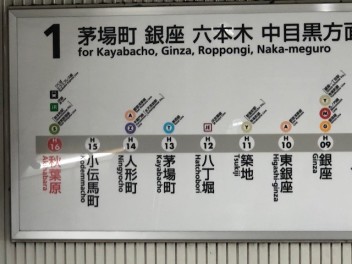 1 茅場町 銀座 六本木 中目黒方面
for Kayabacho, Ginza, Roppongi, Naka-meguro
H 16 秋葉原 Akihabara
H 15 小伝馬町 Kodemmacho
H 14 人形町 Ningyocho
H 13 茅場町 Kayabacho
H 12 八丁堀 Hatchobori
H 11 築地 Tsukiji
H 10 東銀座 Higashi-ginza
H 09 銀座 Ginza